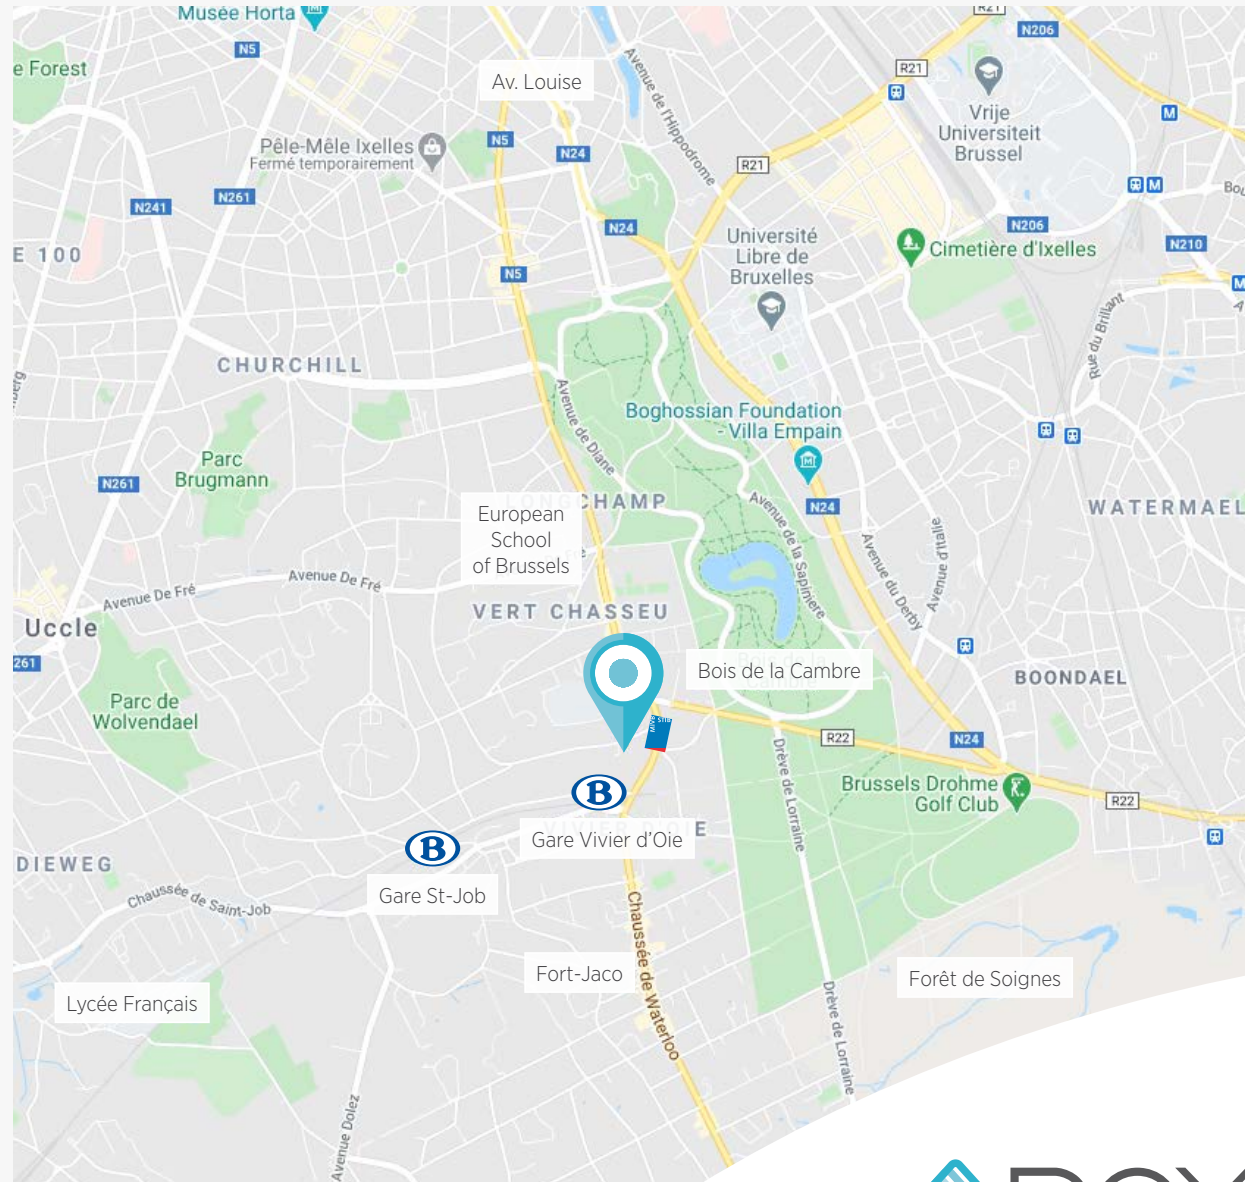 Musée Horta
R21
N206
N5
e Forest
Av. Louise
Avenue de l'Hippodrome
R21
Vrije
Universiteit
Brussel
M
Pêle-Mêle Ixelles
Fermé temporairement
N5
N24
R21
M
N241
N261
N24
N206
Université
Libre de
Bruxelles
Cimetière d'Ixelles
N210
E 100
N5
M
Rue du Brillant
CHURCHILL
Avenue de Diane
Boghossian Foundation
- Villa Empain
Parc
Brugmann
N261
N24
LONGCHAMP
WATERMAEL
European
School
of Brussels
Avenue de la Sapinière
Avenue du Derby
Avenue d'Italie
Avenue De Fré
Avenue De Fré
VERT CHASSEU
Uccle
261
Bois de la Cambre
BOONDAEL
Parc de
Wolvendael
R22
N24
Drève de Lorraine
Brussels Drohme
Golf Club
R22
B
Gare Vivier d'Oie
B
DIEWEG
Gare St-Job
Chaussée de Saint-Job
Chaussée de Waterloo
Fort-Jaco
Forêt de Soignes
Lycée Français
Drève de Lorraine
Avenue Dolez